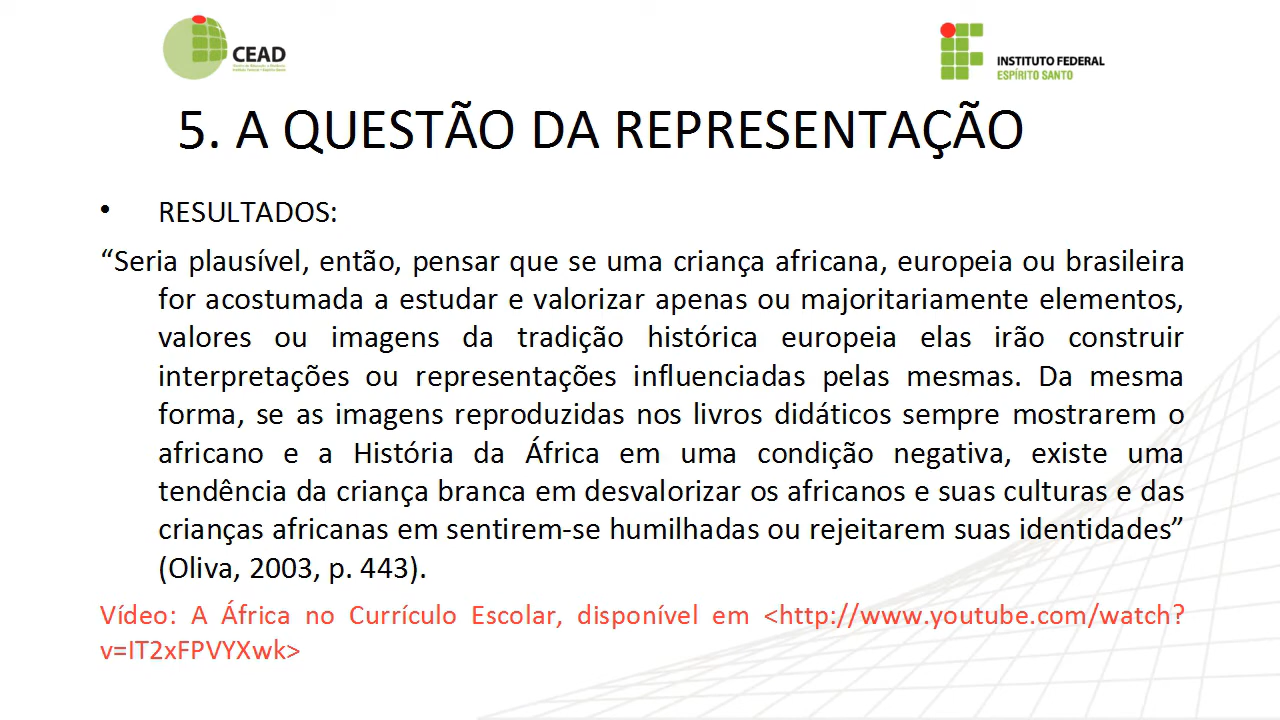 CEAD
INSTITUTO FEDERAL
ESPÍRITO SANTO
5. A QUESTÃO DA REPRESENTAÇÃO
• RESULTADOS:
“Seria plausível, então, pensar que se uma criança africana, europeia ou brasileira
for acostumada a estudar e valorizar apenas ou majoritariamente elementos,
valores ou imagens da tradição histórica europeia elas irão construir
interpretações ou representações influenciadas pelas mesmas. Da mesma
forma, se as imagens reproduzidas nos livros didáticos sempre mostrarem o
africano e a História da África em uma condição negativa, existe uma
tendência da criança branca em desvalorizar os africanos e suas culturas e das
crianças africanas em sentirem-se humilhadas ou rejeitarem suas identidades”
(Oliva, 2003, p. 443).
Vídeo: A África no Currículo Escolar, disponível em <http://www.youtube.com/watch?
v=IT2xFPVYXwk>